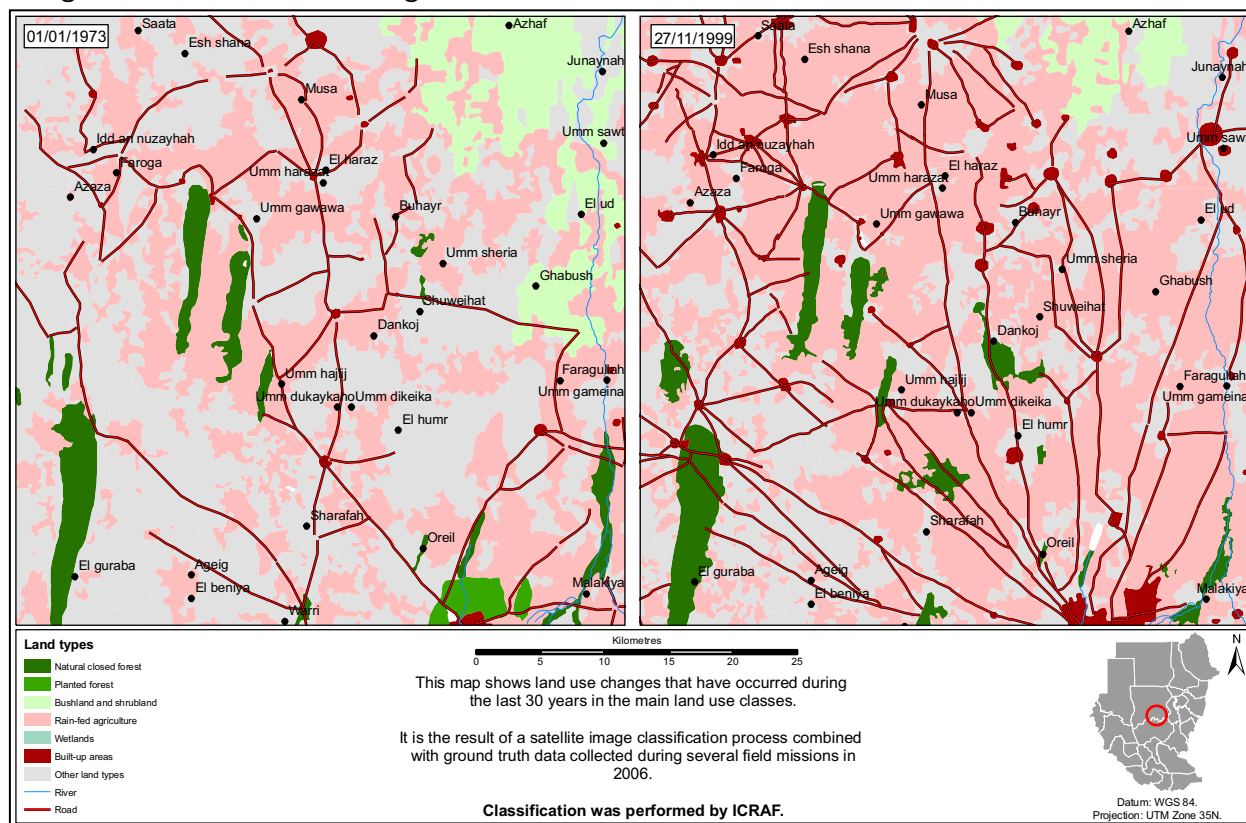 01/01/1973
Saata
Esh shana
Azhaf
Junaynah
Musa
Umm sawt
Idd an nuzayhah
Faroga
El haraz
Umm harazat
Azaza
Umm gawawa
Buhayr
El ud
Umm sheria
Ghabush
Shuweihat
Dankoj
Umm hajlij
Faragullah
Umm gameina
Umm dukaykah
Umm dikeika
El humr
Sharafah
Oreil
El guraba
Ageig
El beniya
Malakiya
Warri
27/11/1999
Saata
Esh shana
Azhaf
Junaynah
Musa
Umm saw
Idd an nuzayhah
Faroga
El haraz
Umm harazat
Azaza
Umm gawawa
Buhayr
El ud
Umm sheria
Ghabush
Shuweihat
Dankoj
Umm hajlij
Faragullah
Umm gameina
Umm dikeika
El humr
Sharafah
Oreil
El guraba
Ageig
El beniya
Malakiya
Land types
Natural closed forest
Planted forest
Bushland and shrubland
Rain-fed agriculture
Wetlands
Built-up areas
Other land types
River
Road
Kilometres
0 5 10 15 20 25
This map shows land use changes that have occurred during
the last 30 years in the main land use classes.
It is the result of a satellite image classification process combined
with ground truth data collected during several field missions in
2006.
Classification was performed by ICRAF.
N
Datum: WGS 84.
Projection: UTM Zone 35N.